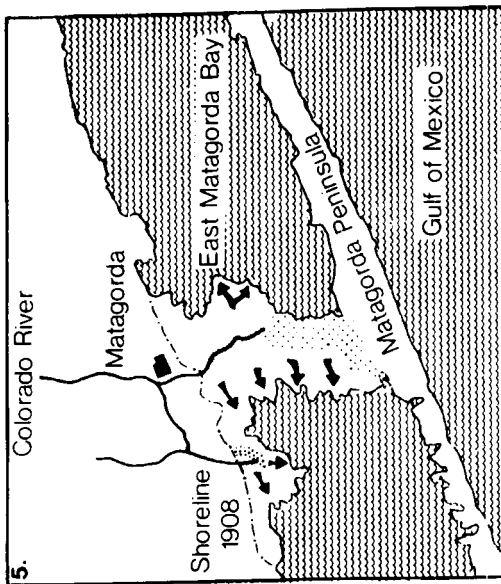 5.
Colorado River
Matagorda
East Matagorda Bay
Shoreline
1908
Matagorda Peninsula
Gulf of Mexico